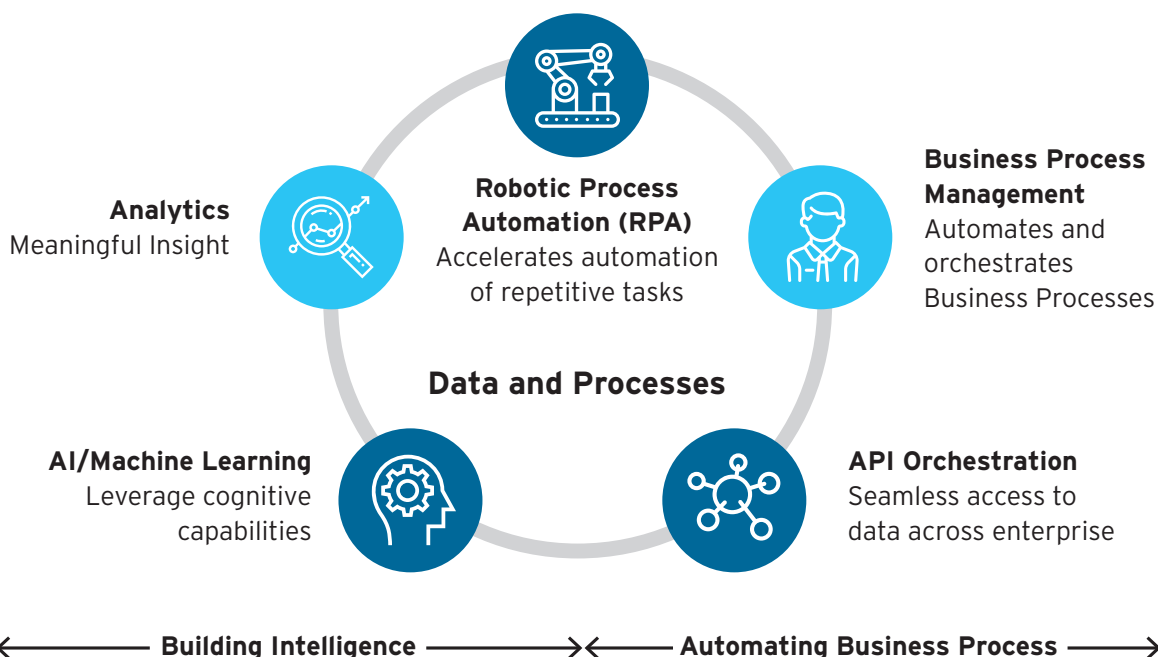 Robotic Process
Automation (RPA)
Accelerates automation
of repetitive tasks
Analytics
Meaningful Insight
Business Process
Management
Automates and
orchestrates
Business Processes
Data and Processes
AI/Machine Learning
Leverage cognitive
capabilities
API Orchestration
Seamless access to
data across enterprise
Building Intelligence
Automating Business Process